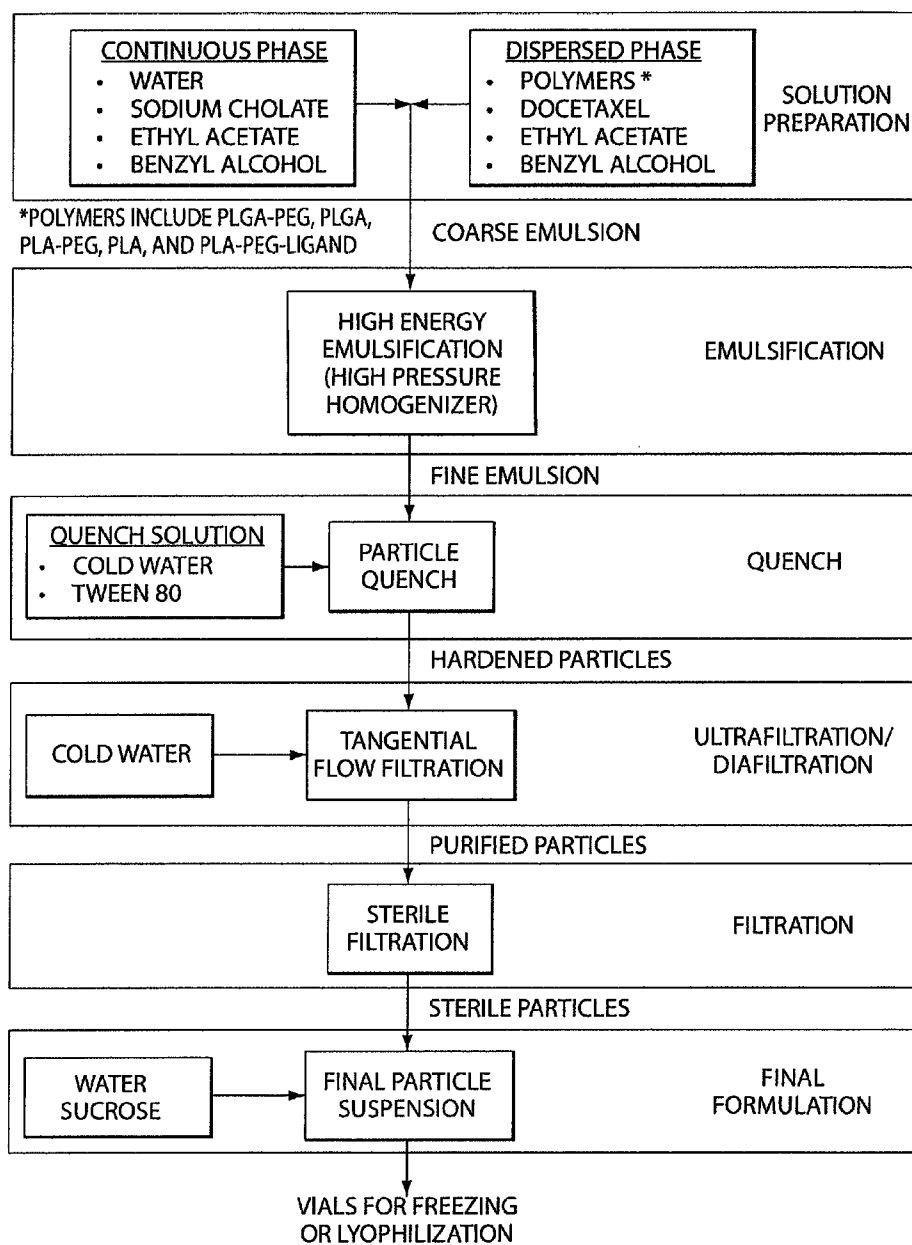 CONTINUOUS PHASE
• WATER
• SODIUM CHOLATE
• ETHYL ACETATE
• BENZYL ALCOHOL
DISPERSED PHASE
• POLYMERS *
• DOCETAXEL
• ETHYL ACETATE
• BENZYL ALCOHOL
SOLUTION
PREPARATION
*POLYMERS INCLUDE PLGA-PEG, PLGA,
PLA-PEG, PLA, AND PLA-PEG-LIGAND
COARSE EMULSION
HIGH ENERGY
EMULSIFICATION
(HIGH PRESSURE
HOMOGENIZER)
EMULSIFICATION
FINE EMULSION
QUENCH SOLUTION
• COLD WATER
• TWEEN 80
PARTICLE
QUENCH
QUENCH
HARDENED PARTICLES
COLD WATER
TANGENTIAL
FLOW FILTRATION
ULTRAFILTRATION/
DIAFILTRATION
PURIFIED PARTICLES
STERILE
FILTRATION
FILTRATION
STERILE PARTICLES
WATER
SUCROSE
FINAL PARTICLE
SUSPENSION
FINAL
FORMULATION
VIALS FOR FREEZING
OR LYOPHILIZATION